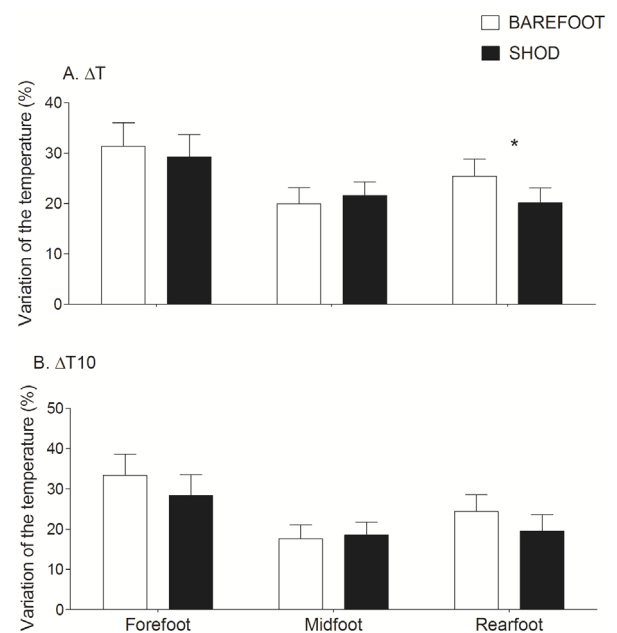 BAREFOOT
SHOD
A. ΔT
Variation of the temperature (%)
40
30
20
10
0
*
B. ΔT10
Variation of the temperature (%)
50
40
30
20
10
0
Forefoot Midfoot Rearfoot